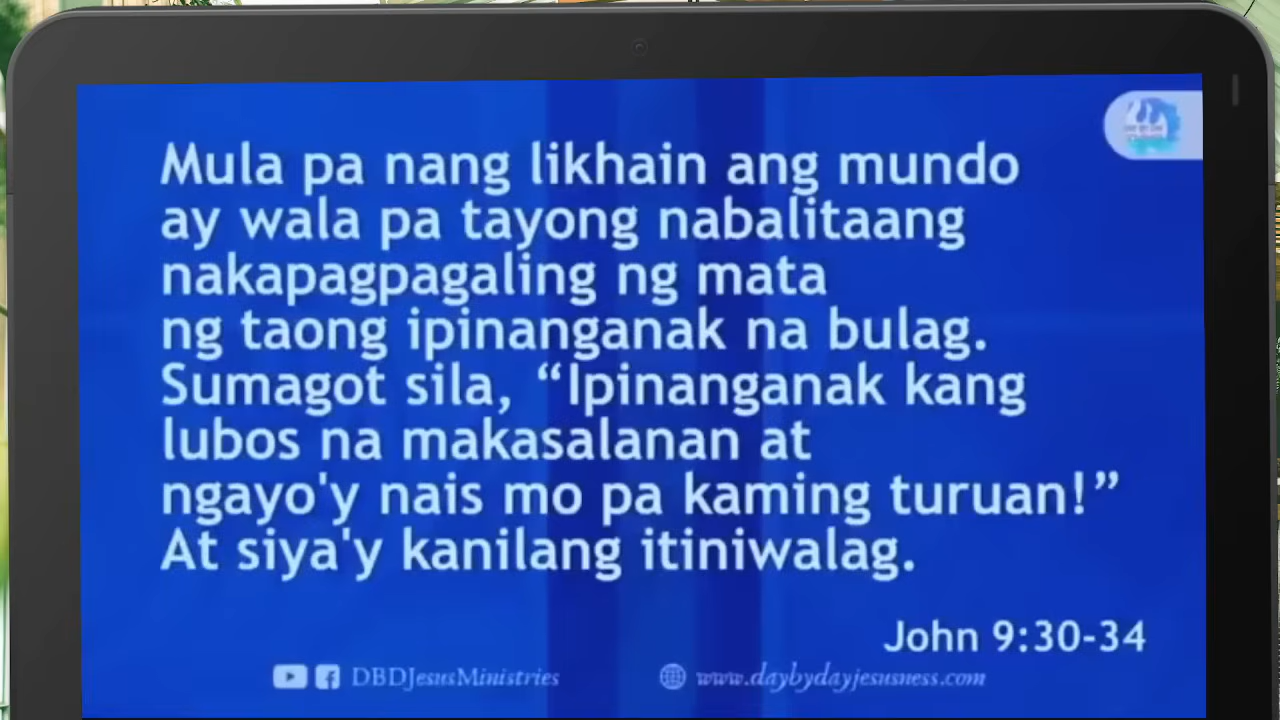 Mula pa nang likhain ang mundo
ay wala pa tayong nabalitaang
nakapagpagaling ng mata
ng taong ipinanganak na bulag.
Sumagot sila, “Ipinanganak kang
lubos na makasalanan at
ngayo'y nais mo pa kaming turuan!”
At siya'y kanilang itiniwalag.
John 9:30-34
DBDJesusMinistries
www.daybydayjesusness.com